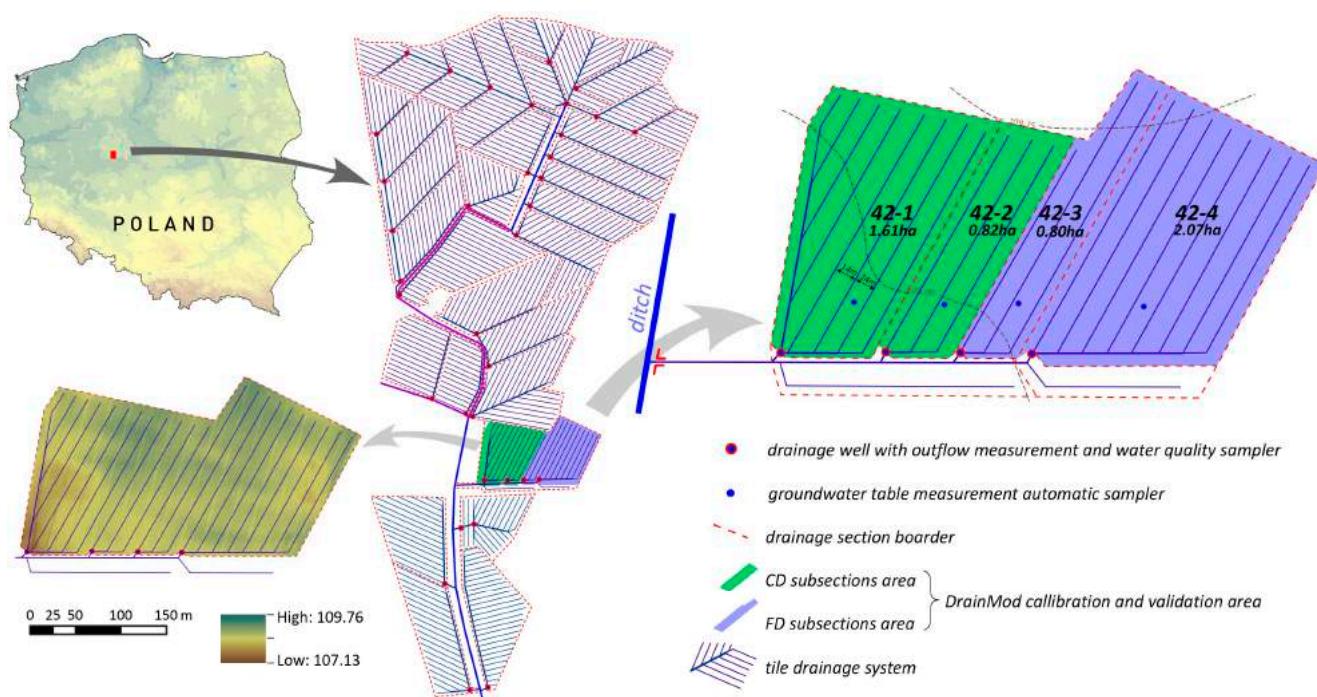 POLAND
ditch
42-1
1.61ha
42-2
0.82ha
42-3
0.80ha
42-4
2.07ha
drainage well with outflow measurement and water quality sampler
groundwater table measurement automatic sampler
drainage section boarder
CD subsections area
FD subsections area
DrainMod callibration and validation area
tile drainage system
0 25 50 100 150 m
High: 109.76
Low: 107.13